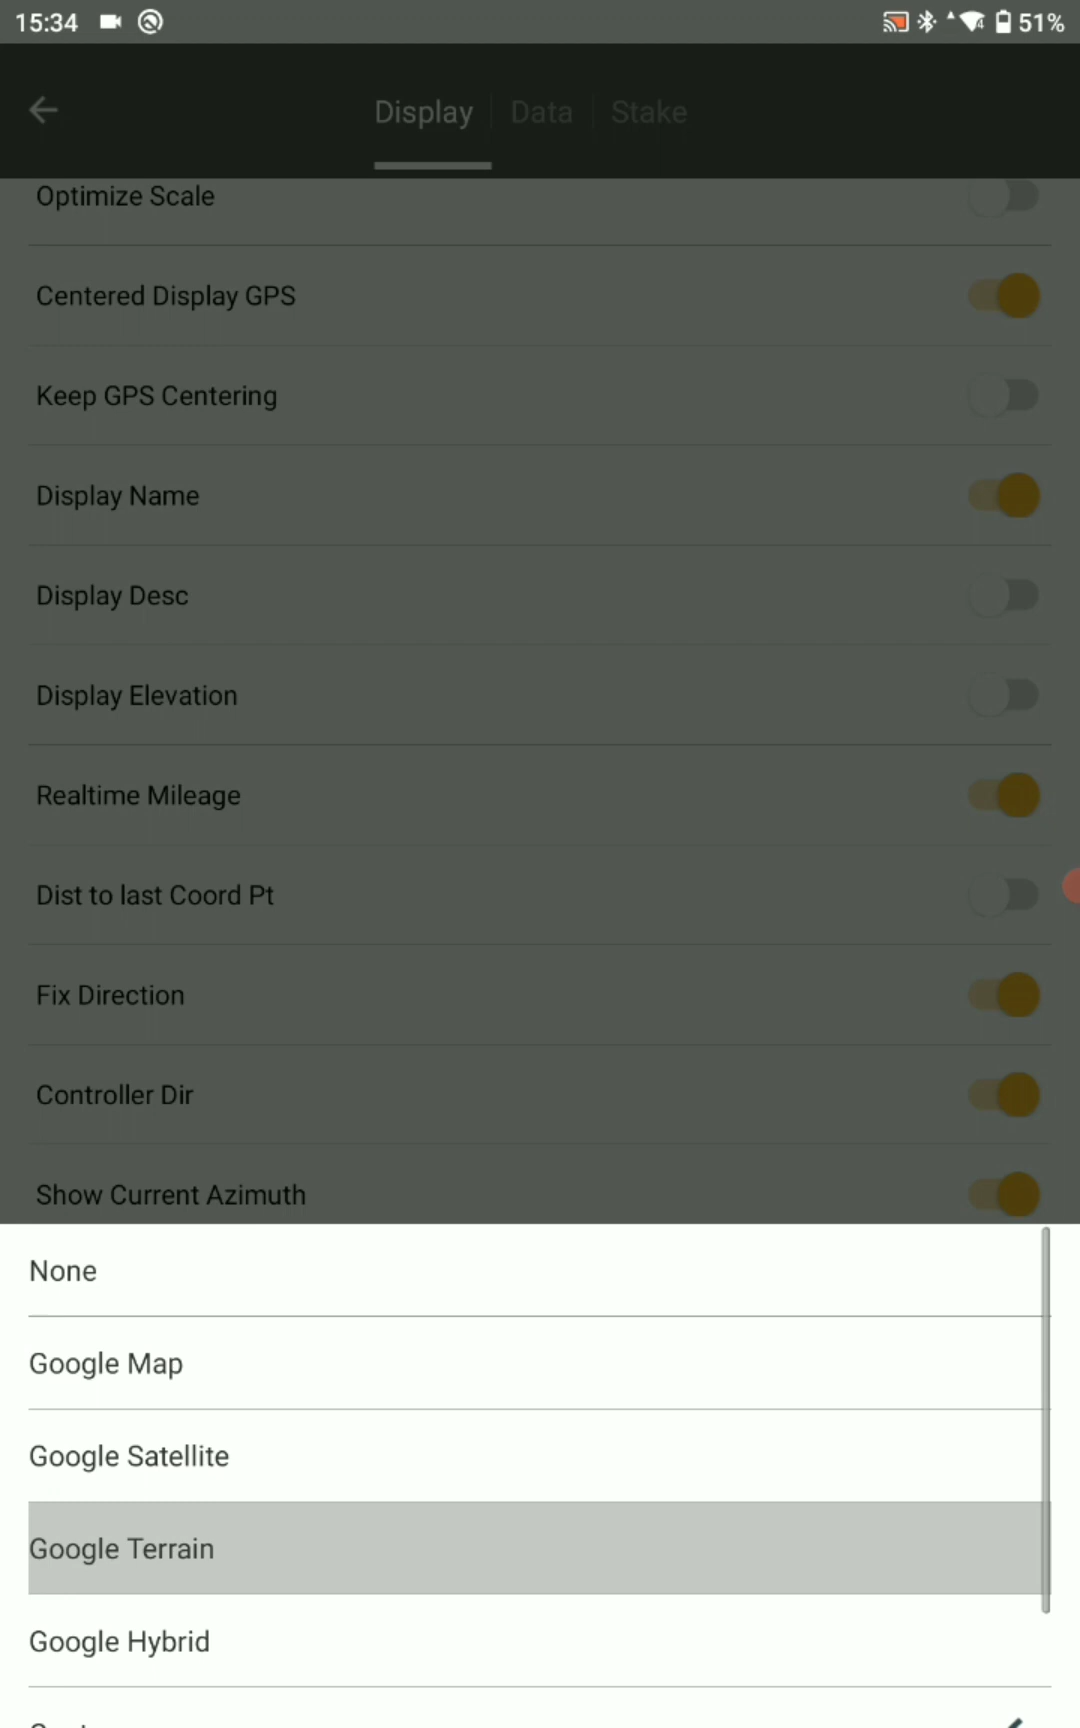 15:34
51%
Display
Data
Stake
Optimize Scale
Centered Display GPS
Keep GPS Centering
Display Name
Display Desc
Display Elevation
Realtime Mileage
Dist to last Coord Pt
Fix Direction
Controller Dir
Show Current Azimuth
None
Google Map
Google Satellite
Google Terrain
Google Hybrid